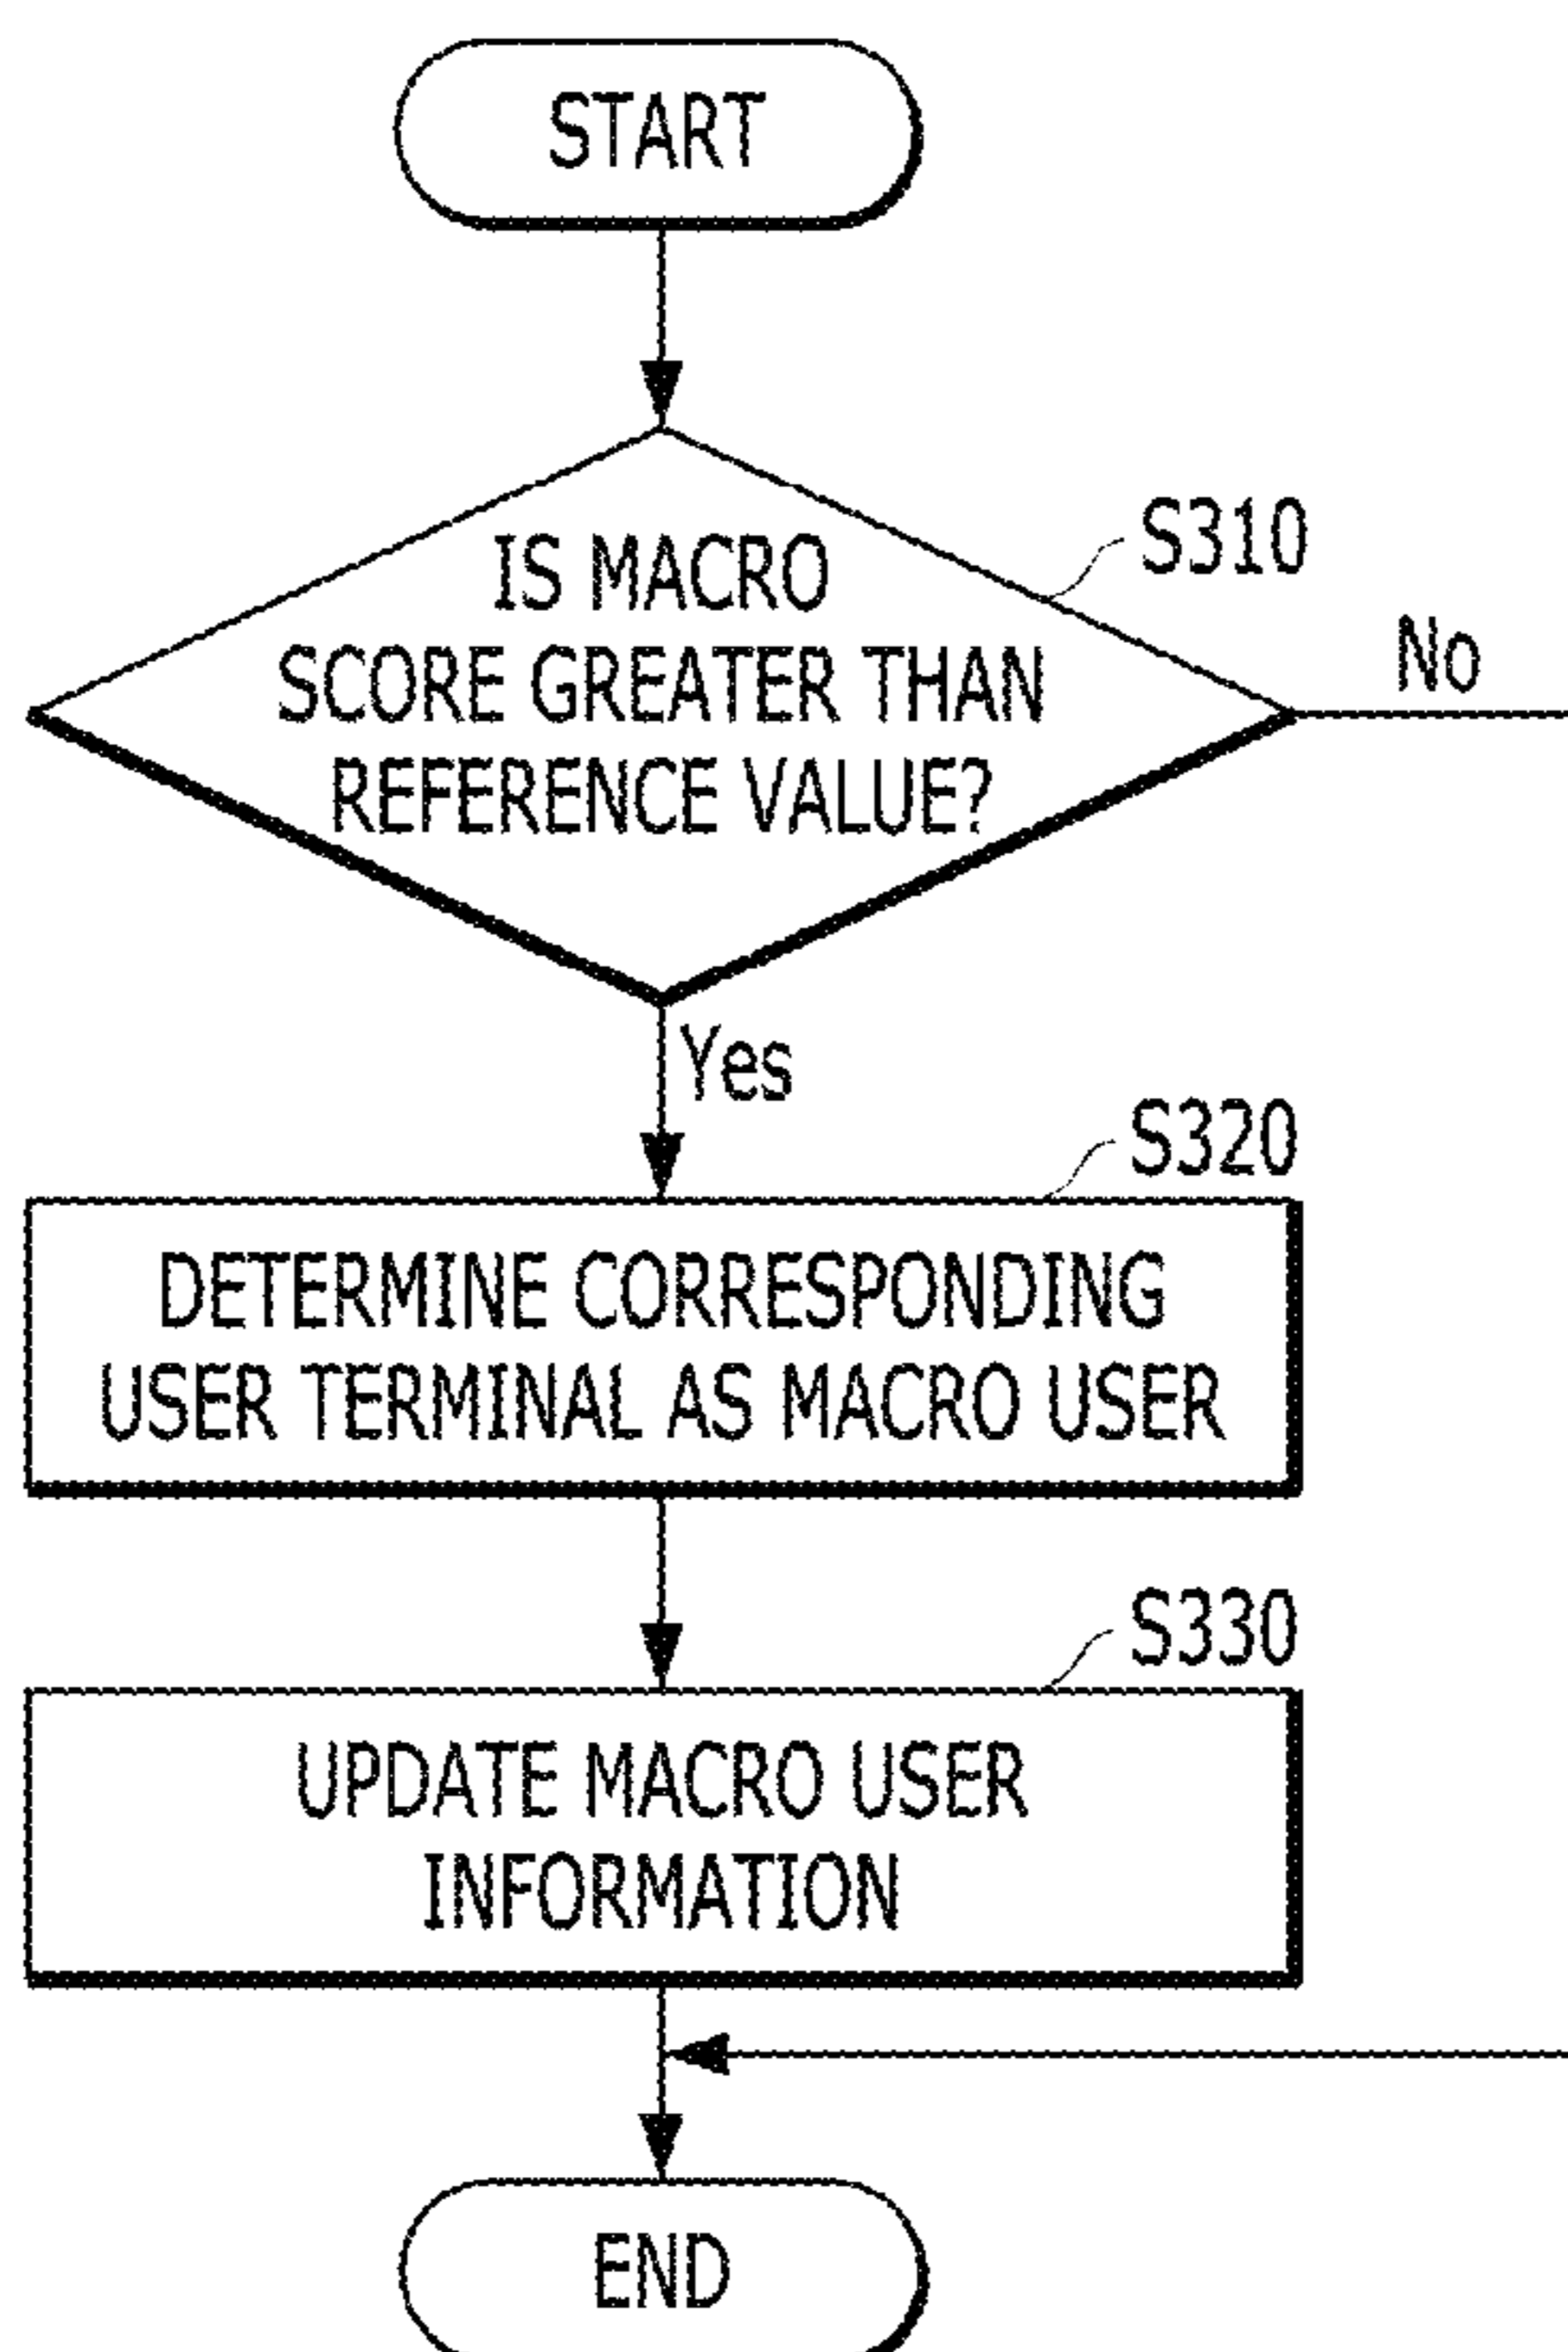 START
IS MACRO
SCORE GREATER THAN
REFERENCE VALUE?
S310
No
Yes
S320
DETERMINE CORRESPONDING
USER TERMINAL AS MACRO USER
S330
UPDATE MACRO USER
INFORMATION
END